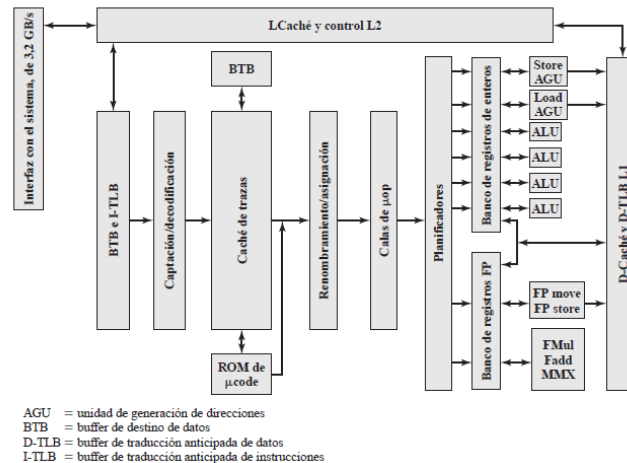 LCaché y control L2
Interfaz con el sistema, de 3,2 GB/s
BTB
BTB e I-TLB
Captación/decodificación
Caché de trazas
ROM de
µcode
Renombramiento/asignación
Calas de µop
Planificadores
Banco de registros de enteros
Banco de registros FP
Store
AGU
Load
AGU
ALU
ALU
ALU
ALU
FP move
FP store
FMul
Fadd
MMX
D-Caché y D-TLB L1
AGU = unidad de generación de direcciones
BTB = buffer de destino de datos
D-TLB = buffer de traducción anticipada de datos
I-TLB = buffer de traducción anticipada de instrucciones